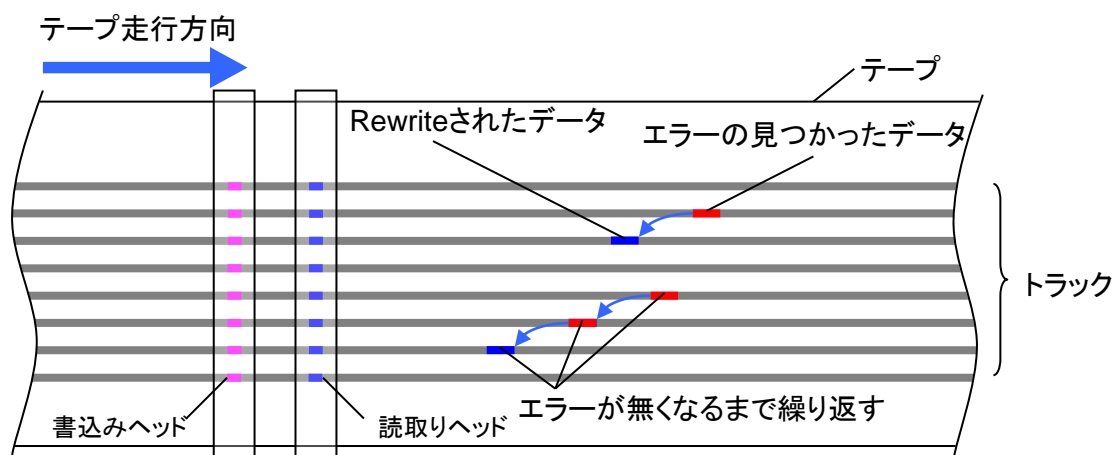 テープ走行方向
テープ
Rewriteされたデータ
エラーの見つかったデータ
トラック
エラーが無くなるまで繰り返す
書込みヘッド
読取りヘッド